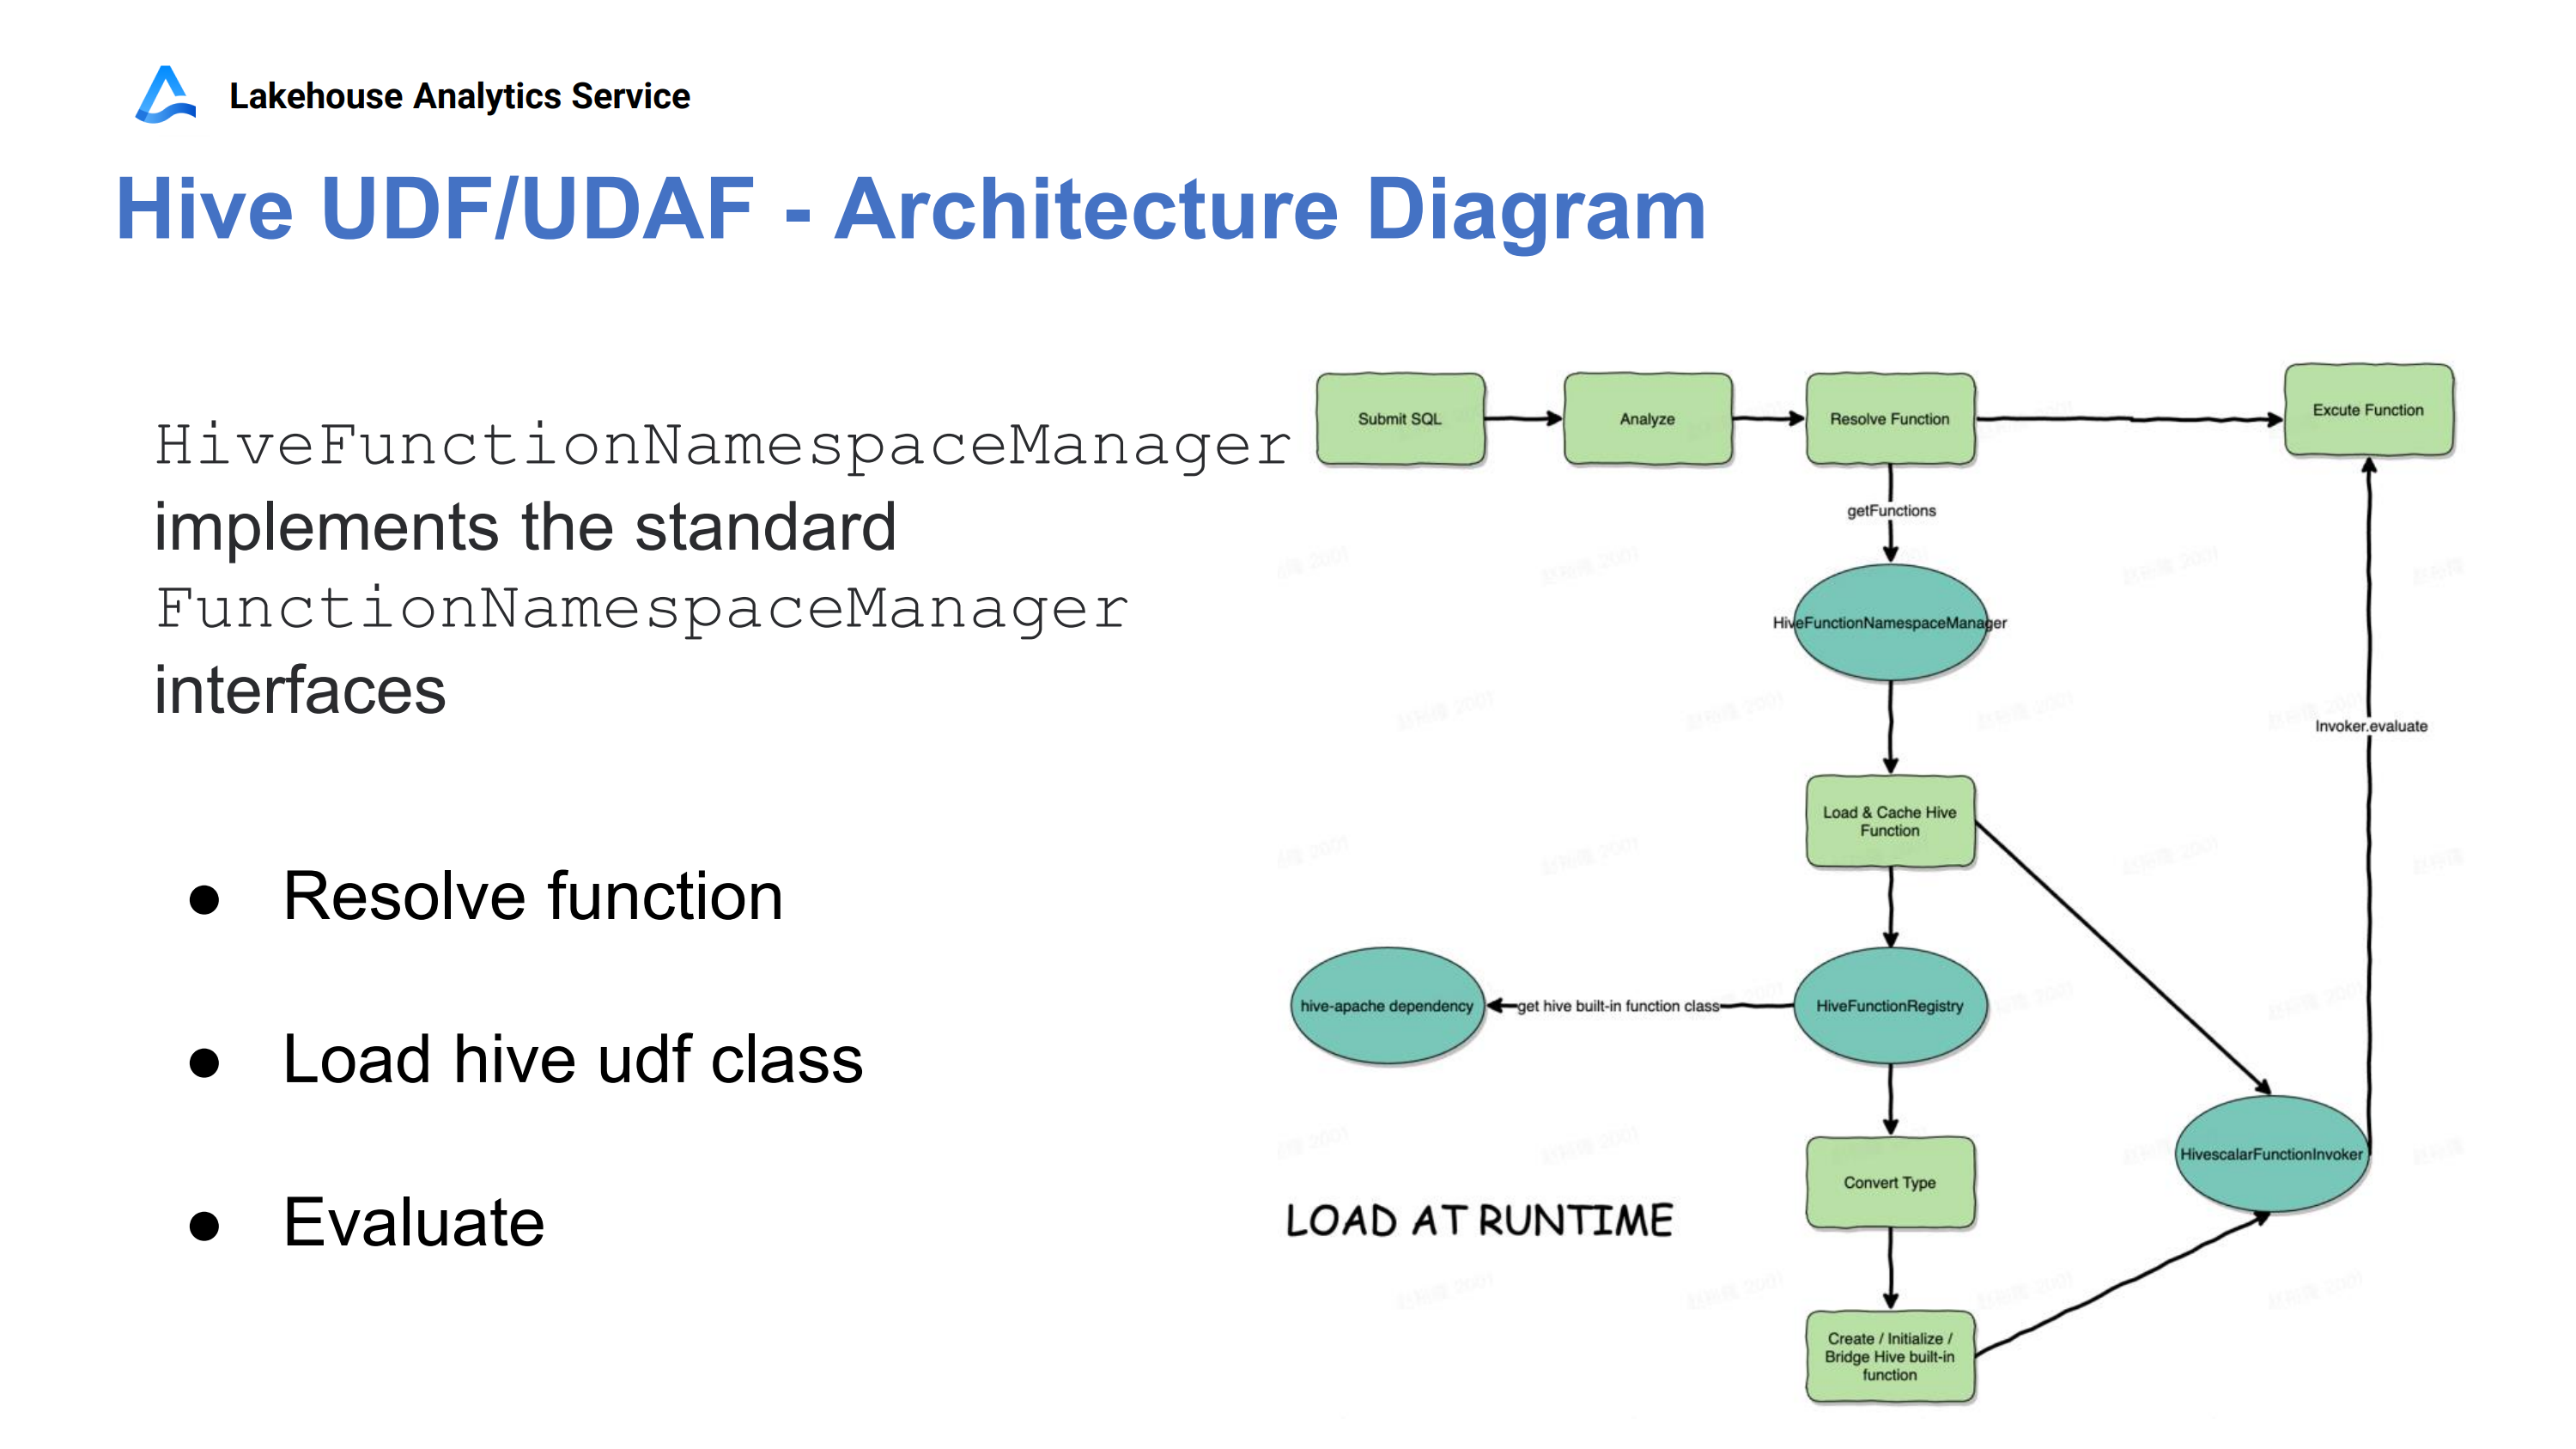 Lakehouse Analytics Service
Hive UDF/UDAF - Architecture Diagram
HiveFunctionNamespaceManager
implements the standard
FunctionNamespaceManager
interfaces
● Resolve function
● Load hive udf class
● Evaluate
Submit SQL
Analyze
Resolve Function
Excute Function
getFunctions
HiveFunctionNamespaceManager
Invoker.evaluate
Load & Cache Hive
Function
hive-apache dependency
get hive built-in function class
HiveFunctionRegistry
HivescalarFunctionInvoker
Convert Type
LOAD AT RUNTIME
Create / Initialize /
Bridge Hive built-in
function